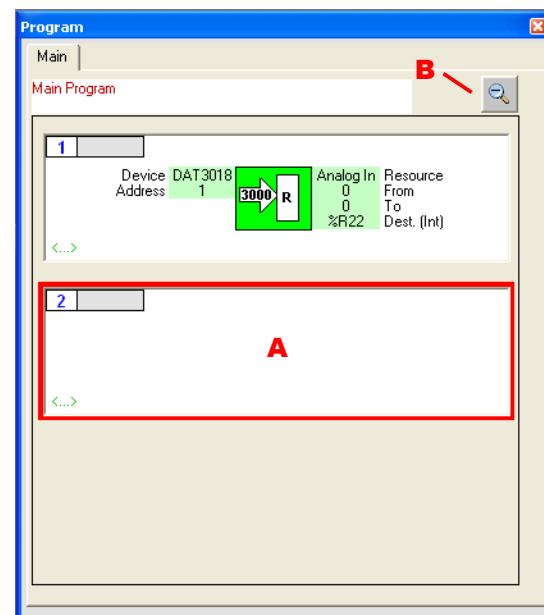 Program
Main
B
Main Program
1
Device DAT3018 3000 R Analog In Resource
Address 1 0 From
0 To
%R22 Dest. (Int)
<...>
2
A
<...>